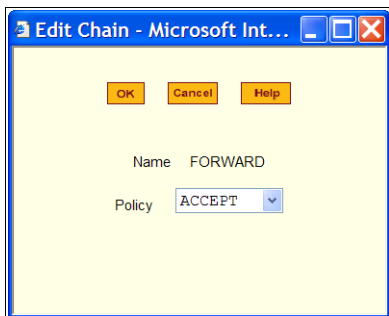 Edit Chain - Microsoft Int...
OK Cancel Help
Name FORWARD
Policy ACCEPT